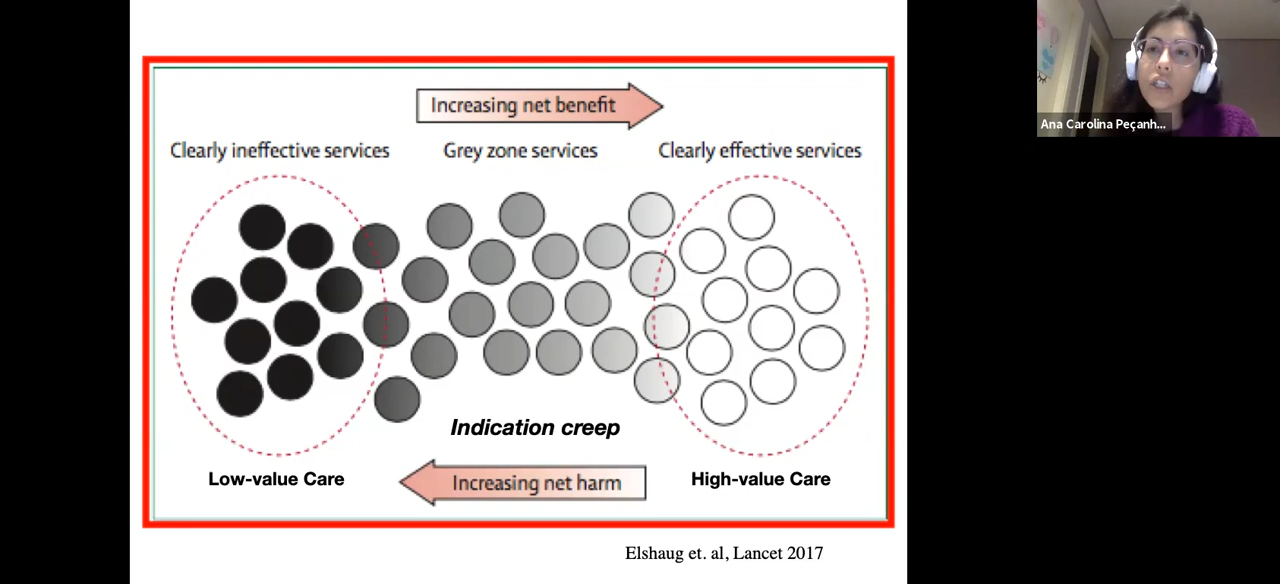 Increasing net benefit
Clearly ineffective services
Grey zone services
Clearly effective services
Indication creep
Low-value Care
Increasing net harm
High-value Care
Elshaug et. al, Lancet 2017
Ana Carolina Peçanh...